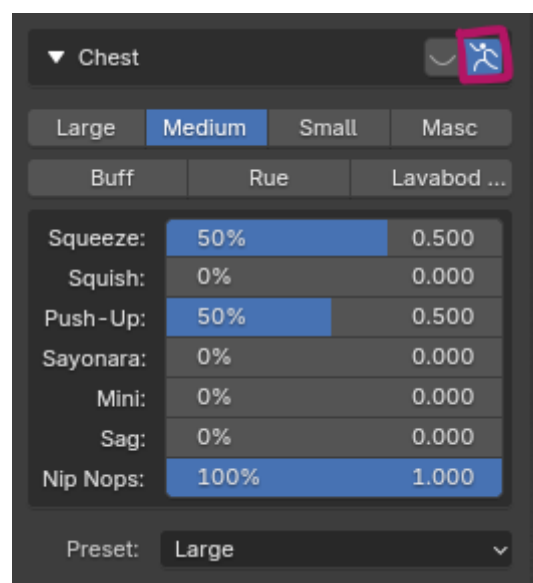 Chest
Large Medium Small Masc
Buff Rue Lavabod ...
Squeeze: 50% 0.500
Squish: 0% 0.000
Push-Up: 50% 0.500
Sayonara: 0% 0.000
Mini: 0% 0.000
Sag: 0% 0.000
Nip Nops: 100% 1.000
Preset: Large